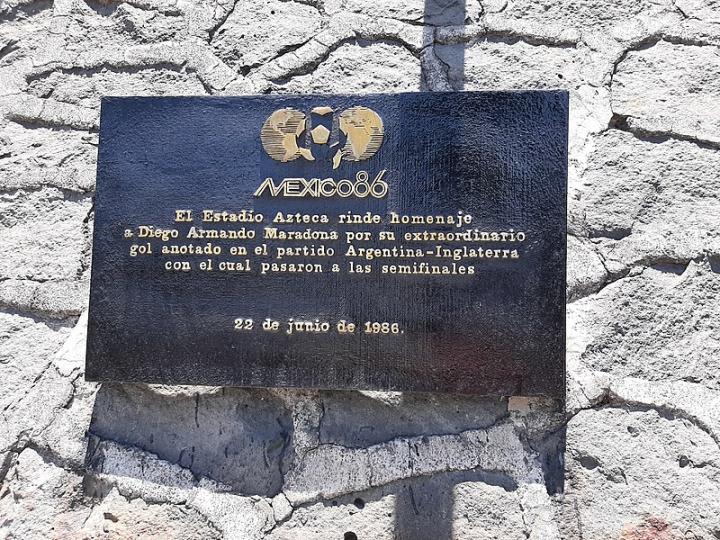 MEXICO86
El Estadio Azteca rinde homenaje
a Diego Armando Maradona por su extraordinario
gol anotado en el partido Argentina-Inglaterra
con el cual pasaron a las semifinales
22 de junio de 1986.